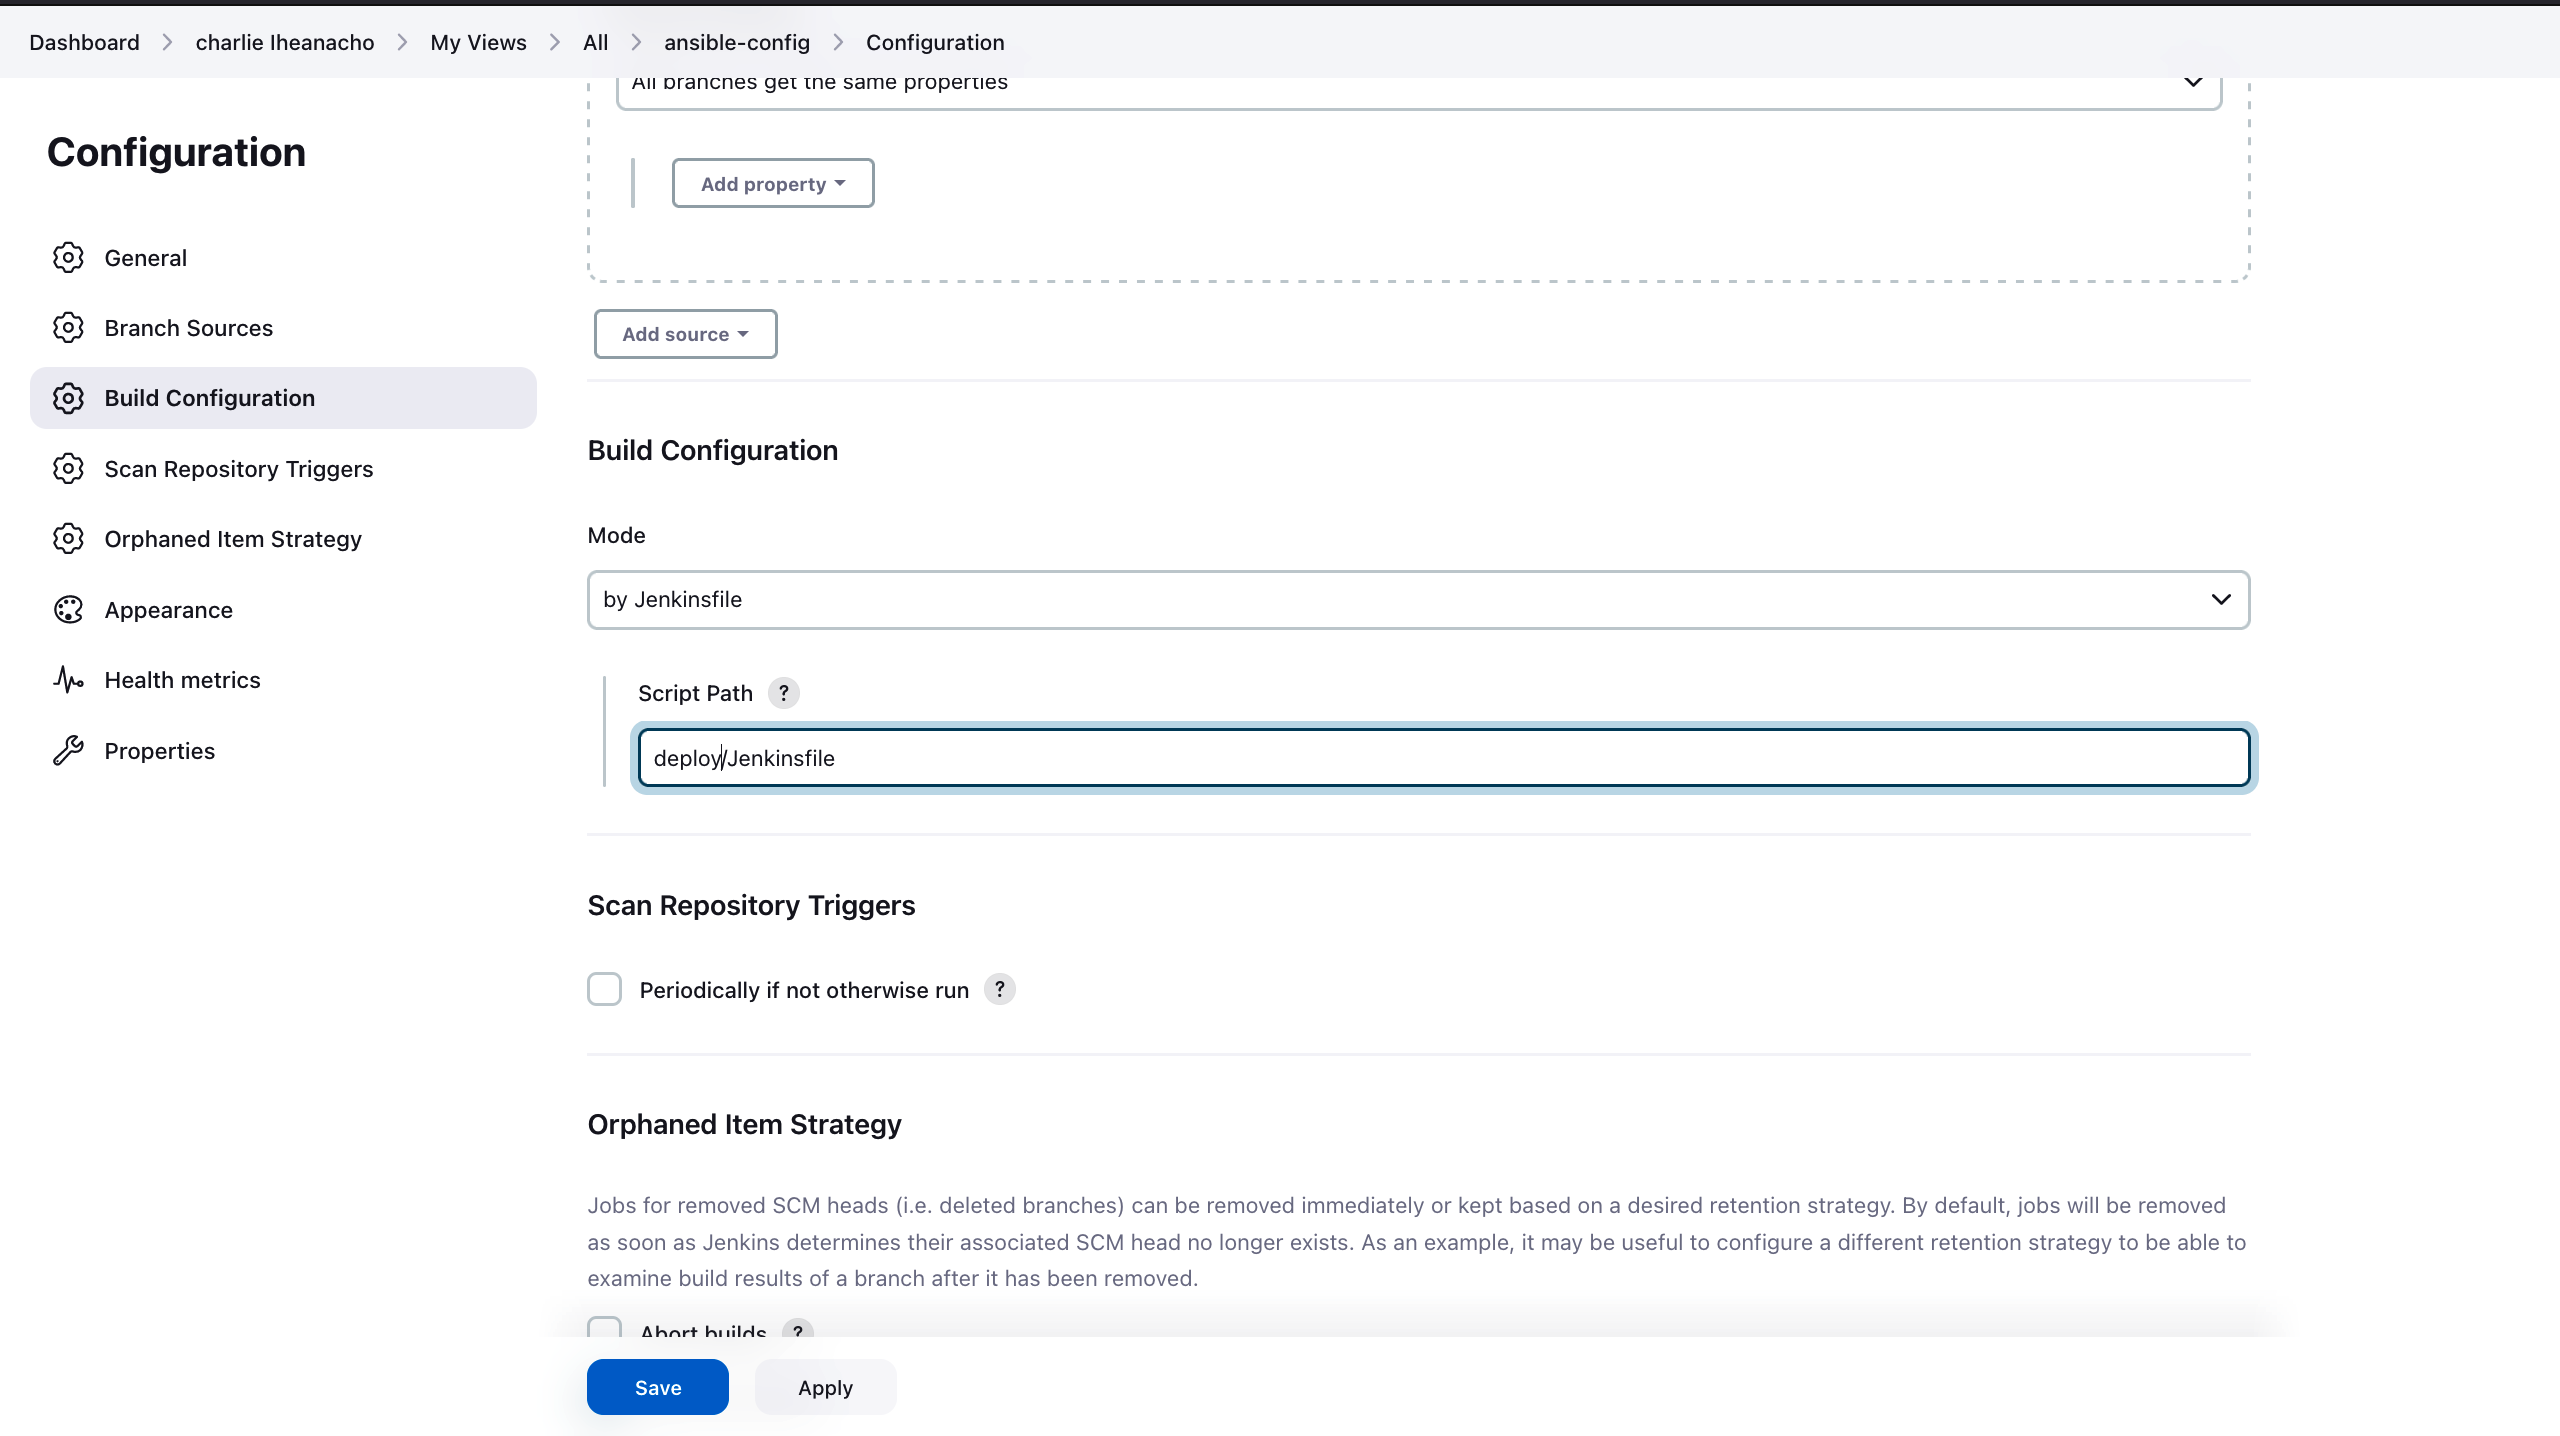 Dashboard > charlie Iheanacho > My Views > All > ansible-config > Configuration
All branches get the same properties
Configuration
Add property
General
Branch Sources
Add source
Build Configuration
Build Configuration
Scan Repository Triggers
Mode
Orphaned Item Strategy
by Jenkinsfile
Appearance
Health metrics
Script Path ?
Properties
deploy/Jenkinsfile
Scan Repository Triggers
Periodically if not otherwise run ?
Orphaned Item Strategy
Jobs for removed SCM heads (i.e. deleted branches) can be removed immediately or kept based on a desired retention strategy. By default, jobs will be removed
as soon as Jenkins determines their associated SCM head no longer exists. As an example, it may be useful to configure a different retention strategy to be able to
examine build results of a branch after it has been removed.
Abort builds ?
Save
Apply